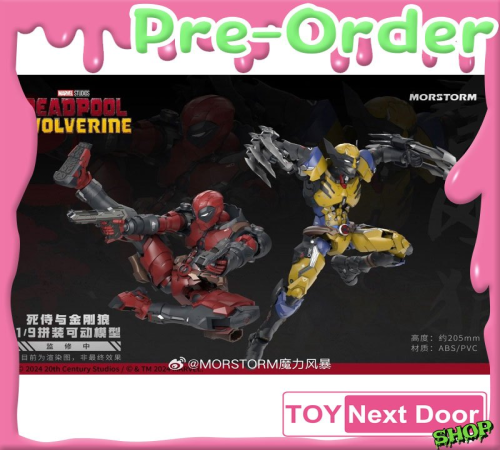 Pre-Order
MARVEL STUDIOS
DEADPOOL
WOLVERINE
MORSTORM
死侍与金刚狼
1/9拼装可动模型
监修中
目前为渲染图，非最终效果
高度：约205mm
材质：ABS/PVC
© 2024 20th Century Studios / © & TM 2024
@MORSTORM魔力风暴
TOY Next Door
SHOP